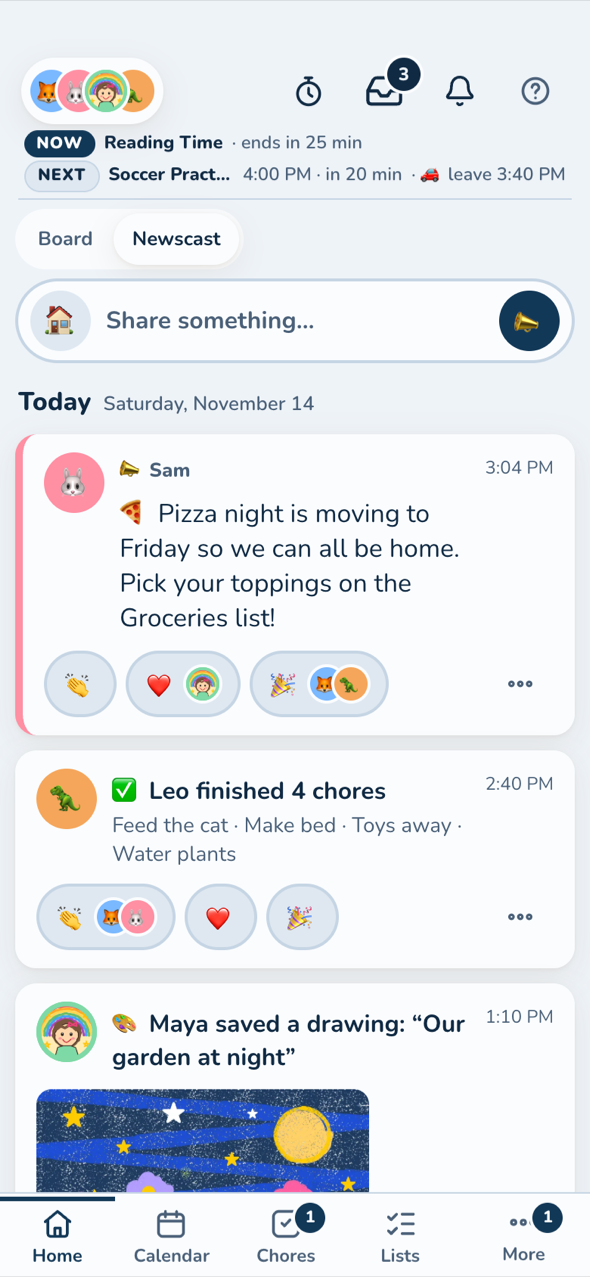 3
NOW Reading Time · ends in 25 min
NEXT Soccer Pract... 4:00 PM · in 20 min · leave 3:40 PM
Board Newscast
Share something...
Today Saturday, November 14
Sam 3:04 PM
Pizza night is moving to
Friday so we can all be home.
Pick your toppings on the
Groceries list!
Leo finished 4 chores 2:40 PM
Feed the cat · Make bed · Toys away ·
Water plants
Maya saved a drawing: “Our 1:10 PM
garden at night”
1 1
Home Calendar Chores Lists More